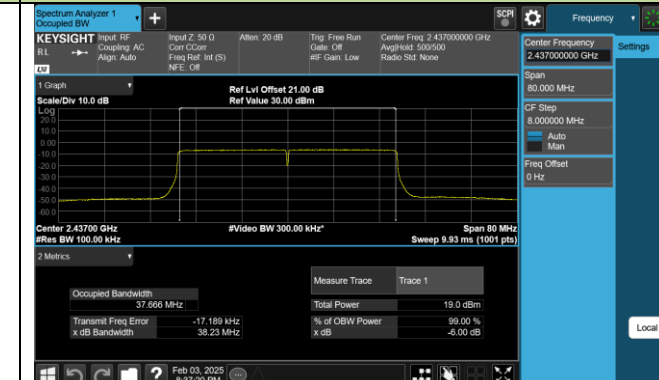 Spectrum Analyzer 1
Occupied BW
+
SCPI
Frequency
KEYSIGHT Input: RF
R L
Coupling: AC
Align: Auto
LXI
Input Z: 50 Ω
Corr CCorr
Freq Ref: Int (S)
NFE: Off
Atten: 20 dB
Trig: Free Run
Gate: Off
#IF Gain: Low
Center Freq: 2.437000000 GHz
Avg|Hold: 500/500
Radio Std: None
Center Frequency
2.437000000 GHz
Settings
Span
80.000 MHz
CF Step
8.000000 MHz
Auto
Man
Freq Offset
0 Hz
1 Graph
Scale/Div 10.0 dB
Ref Lvl Offset 21.00 dB
Ref Value 30.00 dBm
Log
20.0
10.0
0.00
-10.0
-20.0
-30.0
-40.0
-50.0
-60.0
Center 2.43700 GHz
#Res BW 100.00 kHz
#Video BW 300.00 kHz*
Span 80 MHz
Sweep 9.93 ms (1001 pts)
2 Metrics
Measure Trace Trace 1
Occupied Bandwidth
37.666 MHz
Total Power 19.0 dBm
Transmit Freq Error -17.189 kHz
% of OBW Power 99.00 %
x dB Bandwidth 38.23 MHz
x dB -6.00 dB
Local
?
Feb 03, 2025
8:37:20 PM